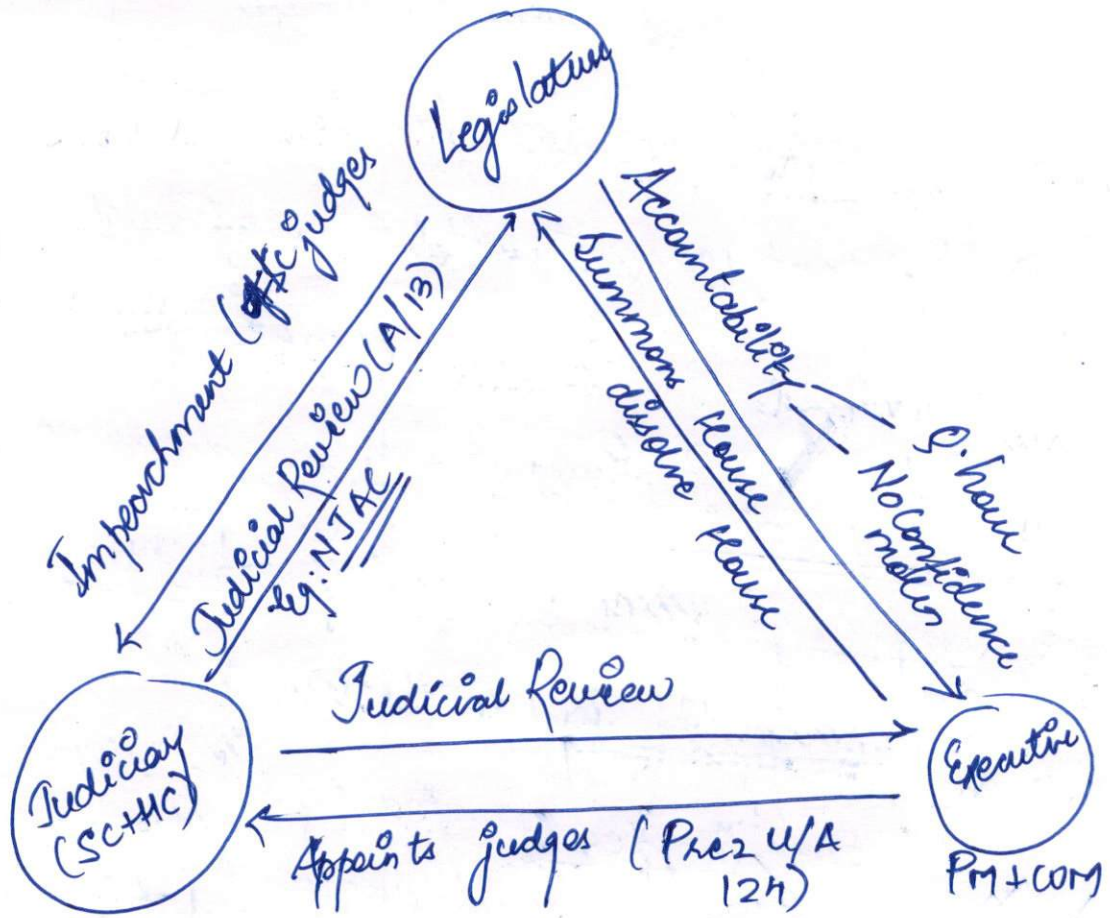 Legislature
Impeachment ( SC judges
Judicial Review (A/13)
eg: NJAC
Accountability
Q. hour
No Confidence
motion
Summons House
dissolve House
Judicial Review
Judiciary
(SC+HC)
Executive
PM + COM
Appoints judges ( Prez U/A
124)